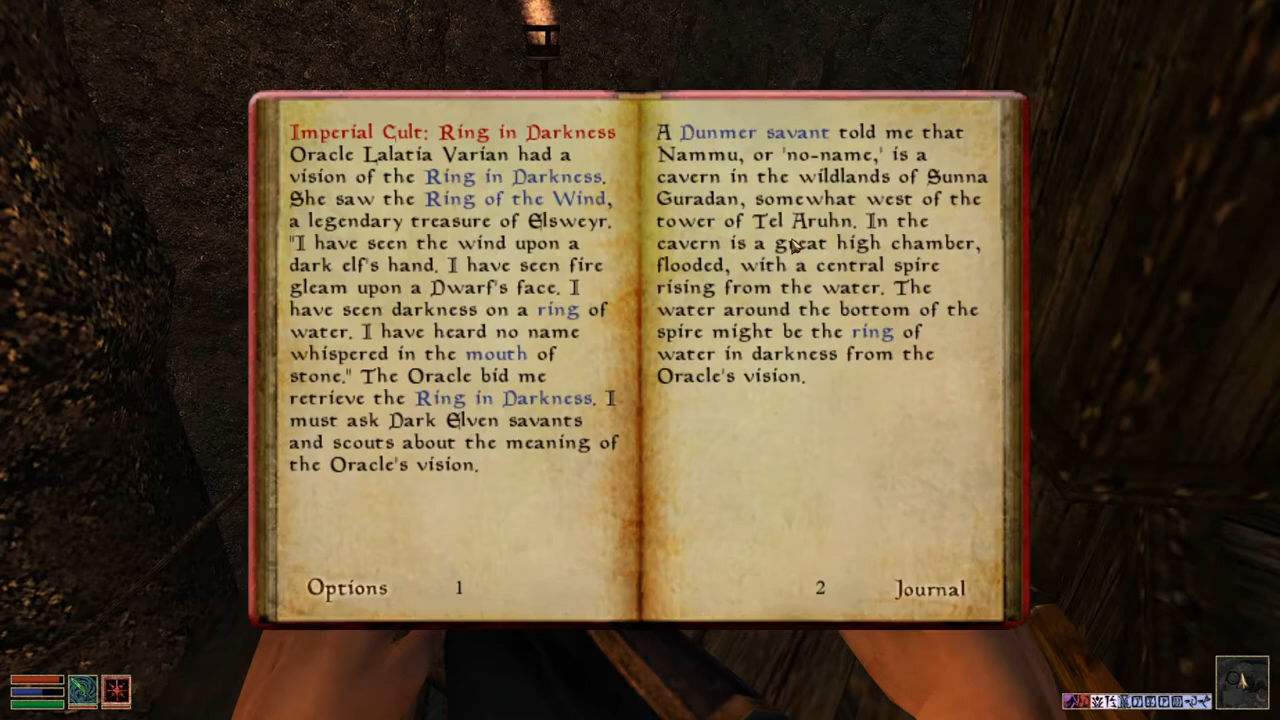 Imperial Cult: Ring in Darkness
Oracle Lalatia Varian had a
vision of the Ring in Darkness.
She saw the Ring of the Wind,
a legendary treasure of Elsweyr.
"I have seen the wind upon a
dark elf's hand. I have seen fire
gleam upon a Dwarf's face. I
have seen darkness on a ring of
water. I have heard no name
whispered in the mouth of
stone." The Oracle bid me
retrieve the Ring in Darkness. I
must ask Dark Elven savants
and scouts about the meaning of
the Oracle's vision.
A Dunmer savant told me that
Nammu, or 'no-name,' is a
cavern in the wildlands of Sunna
Guradan, somewhat west of the
tower of Tel Aruhn. In the
cavern is a great high chamber,
flooded, with a central spire
rising from the water. The
water around the bottom of the
spire might be the ring of
water in darkness from the
Oracle's vision.
Options 1
2 Journal